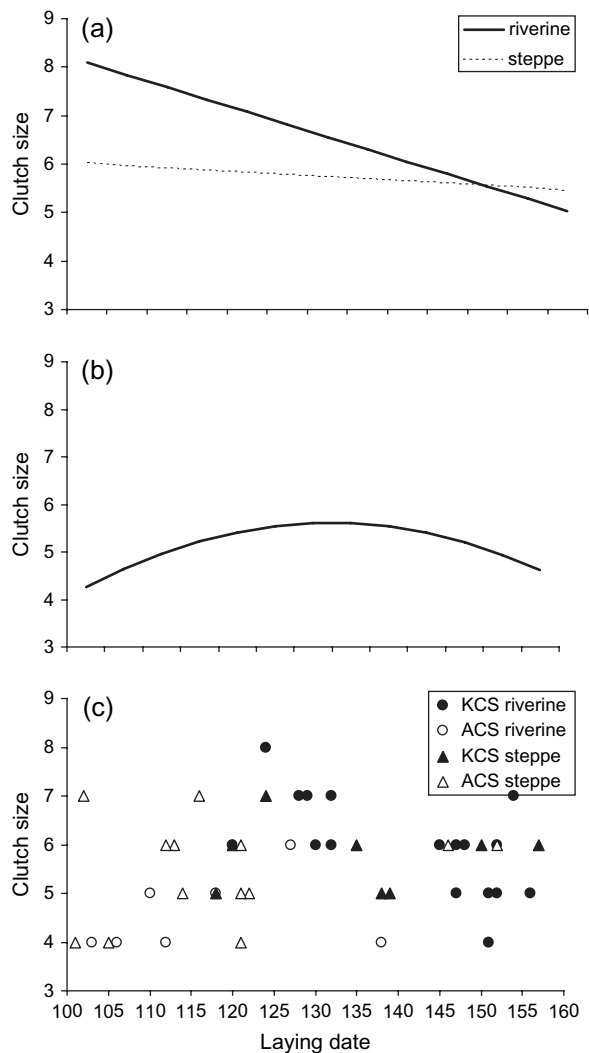 (a)
riverine
steppe
Clutch size
9
8
7
6
5
4
3
(b)
Clutch size
9
8
7
6
5
4
3
(c)
KCS riverine
ACS riverine
KCS steppe
ACS steppe
Clutch size
9
8
7
6
5
4
3
100 105 110 115 120 125 130 135 140 145 150 155 160
Laying date